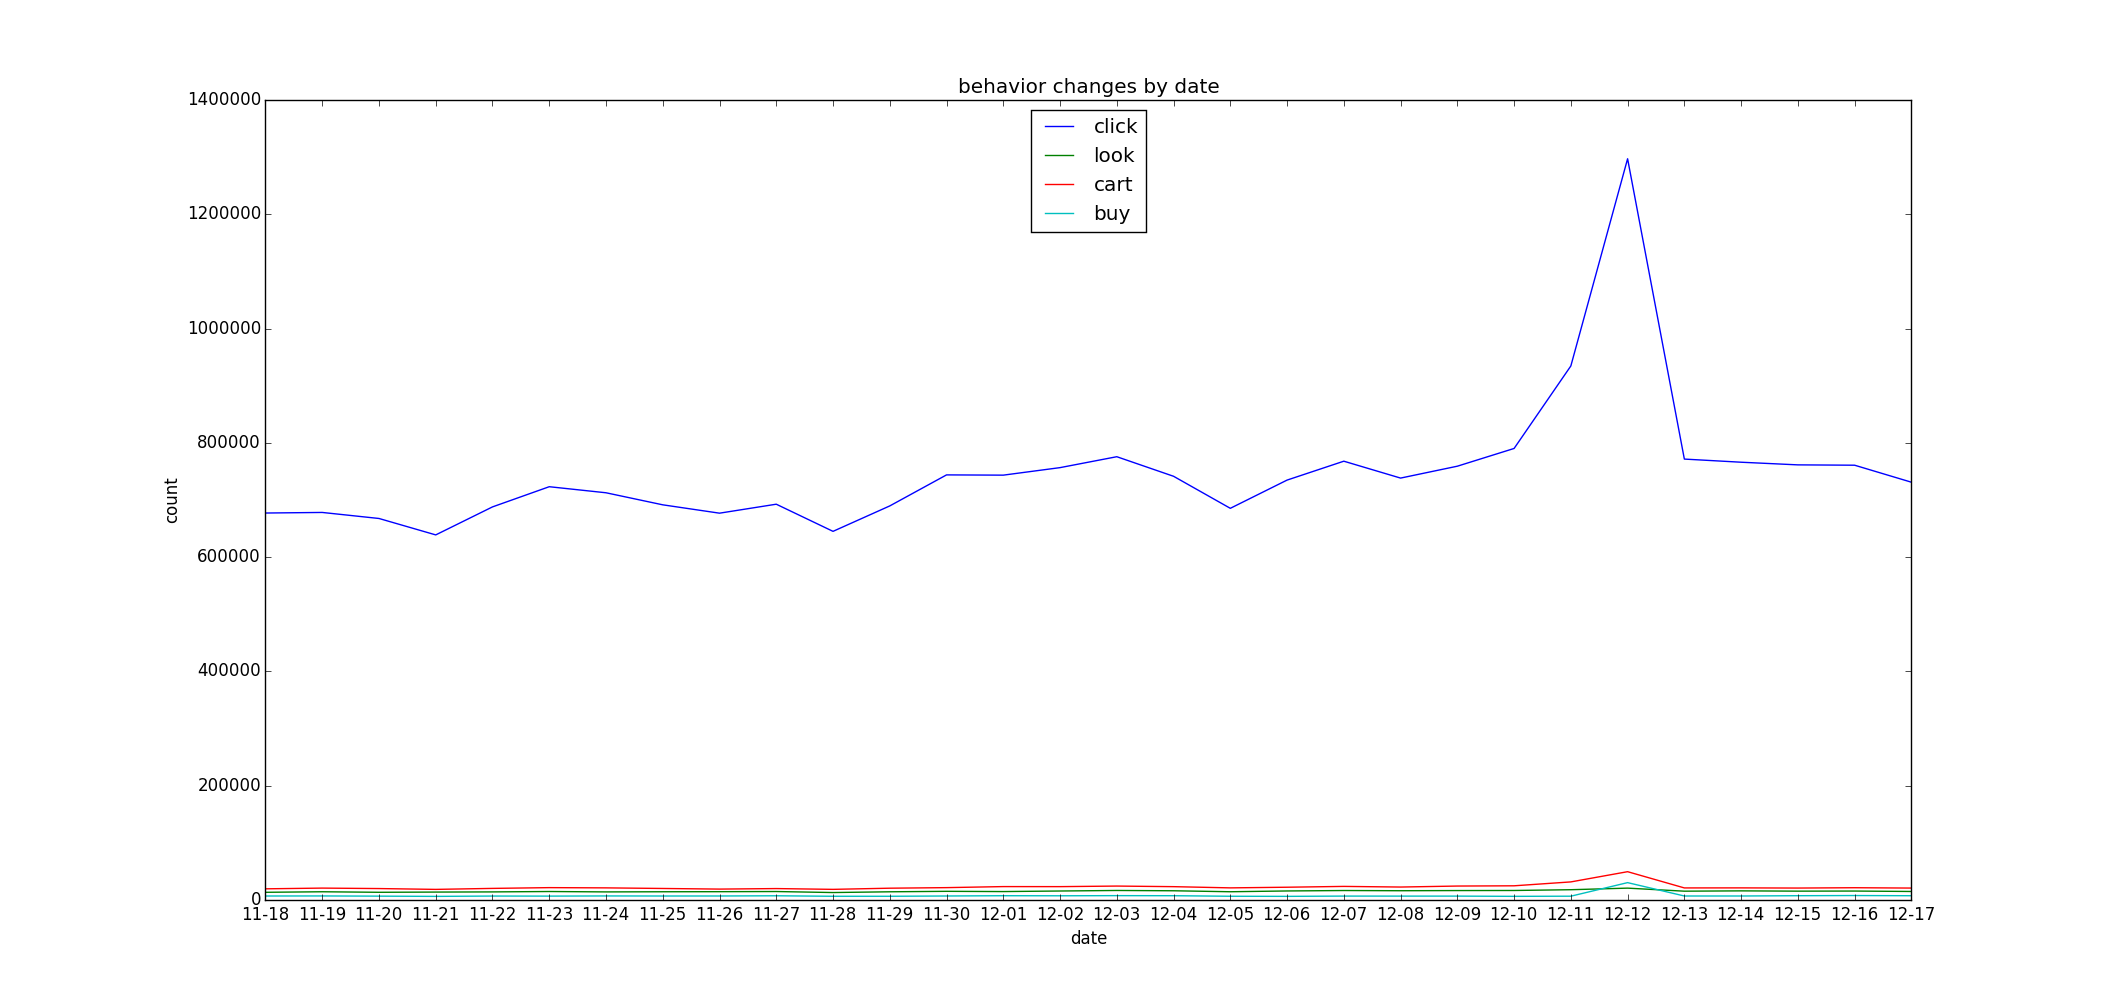 behavior changes by date
click
look
cart
buy
1400000
1200000
1000000
800000
600000
400000
200000
0
count
11-18 11-19 11-20 11-21 11-22 11-23 11-24 11-25 11-26 11-27 11-28 11-29 11-30 12-01 12-02 12-03 12-04 12-05 12-06 12-07 12-08 12-09 12-10 12-11 12-12 12-13 12-14 12-15 12-16 12-17
date